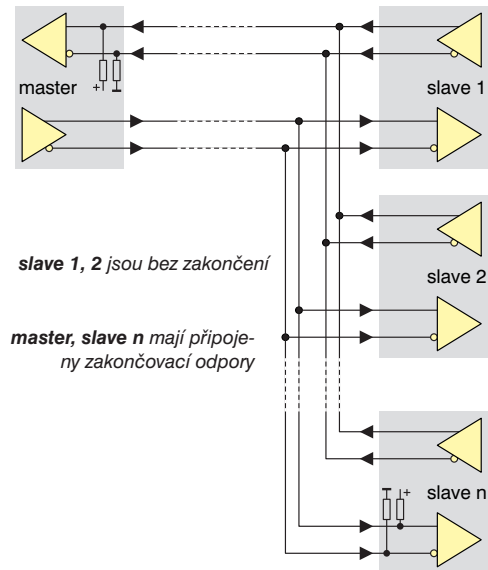 master
+
slave 1
slave 1, 2 jsou bez zakončení
slave 2
master, slave n mají připoje-
ny zakončovací odpory
slave n
+